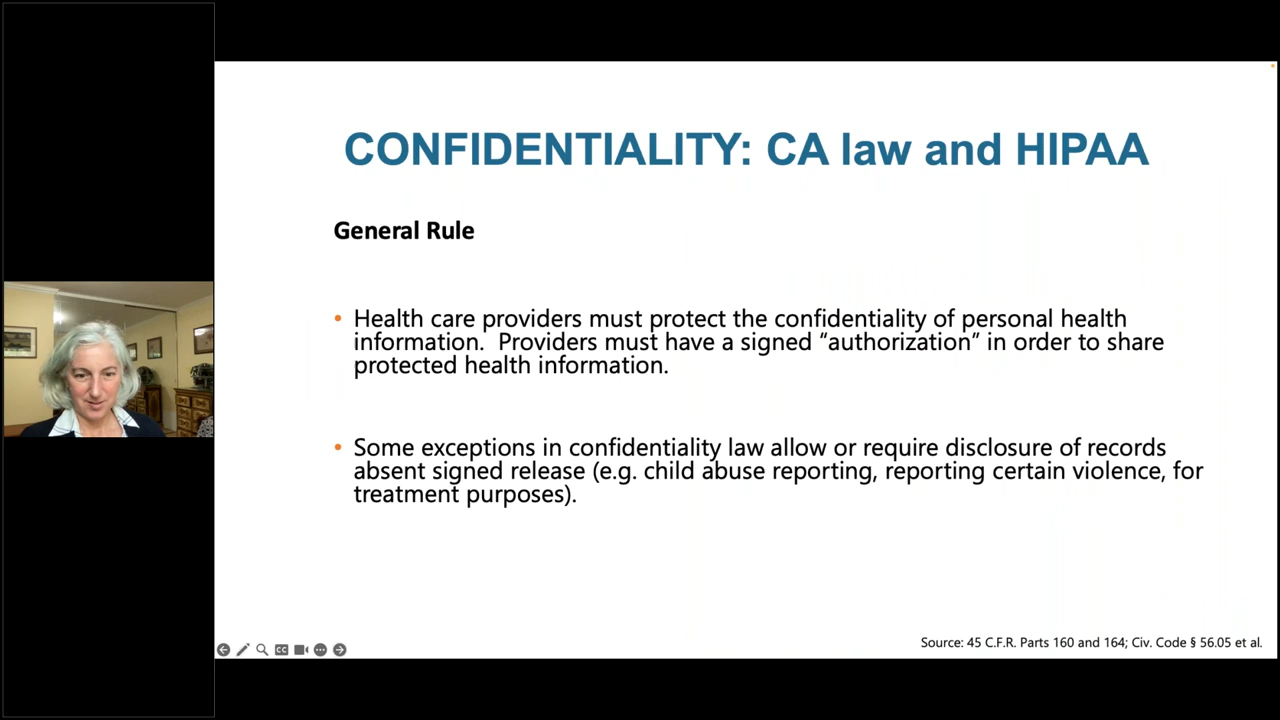 CONFIDENTIALITY: CA law and HIPAA
General Rule
• Health care providers must protect the confidentiality of personal health
information.  Providers must have a signed “authorization” in order to share
protected health information.
• Some exceptions in confidentiality law allow or require disclosure of records
absent signed release (e.g. child abuse reporting, reporting certain violence, for
treatment purposes).
CC
Source: 45 C.F.R. Parts 160 and 164; Civ. Code § 56.05 et al.